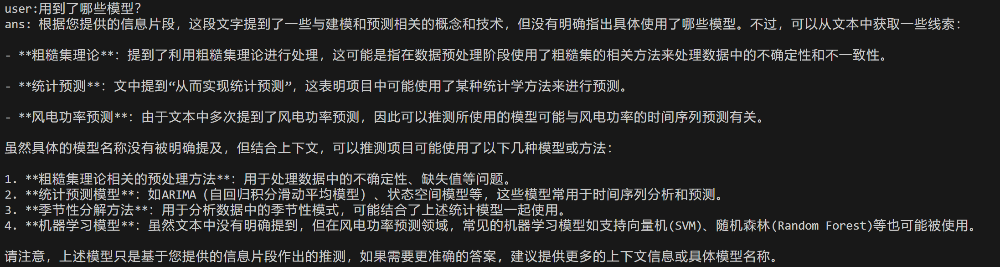 user:用到了哪些模型？
ans: 根据您提供的信息片段，这段文字提到了一些与建模和预测相关的概念和技术，但没有明确指出具体使用了哪些模型。不过，可以从文本中获取一些线索：
- **粗糙集理论**：提到了利用粗糙集理论进行处理，这可能是指在数据预处理阶段使用了粗糙集的相关方法来处理数据中的不确定性和不一致性。
- **统计预测**：文中提到“从而实现统计预测”，这表明项目中可能使用了某种统计学方法来进行预测。
- **风电功率预测**：由于文本中多次提到了风电功率预测，因此可以推测所使用的模型可能与风电功率的时间序列预测有关。
虽然具体的模型名称没有被明确提及，但结合上下文，可以推测项目可能使用了以下几种模型或方法：
1. **粗糙集理论相关的预处理方法**：用于处理数据中的不确定性、缺失值等问题。
2. **统计预测模型**：如ARIMA（自回归积分滑动平均模型）、状态空间模型等，这些模型常用于时间序列分析和预测。
3. **季节性分解方法**：用于分析数据中的季节性模式，可能结合了上述统计模型一起使用。
4. **机器学习模型**：虽然文本中没有明确提到，但在风电功率预测领域，常见的机器学习模型如支持向量机(SVM)、随机森林(Random Forest)等也可能被使用。
请注意，上述模型只是基于您提供的信息片段作出的推测，如果需要更准确的答案，建议提供更多的上下文信息或具体模型名称。